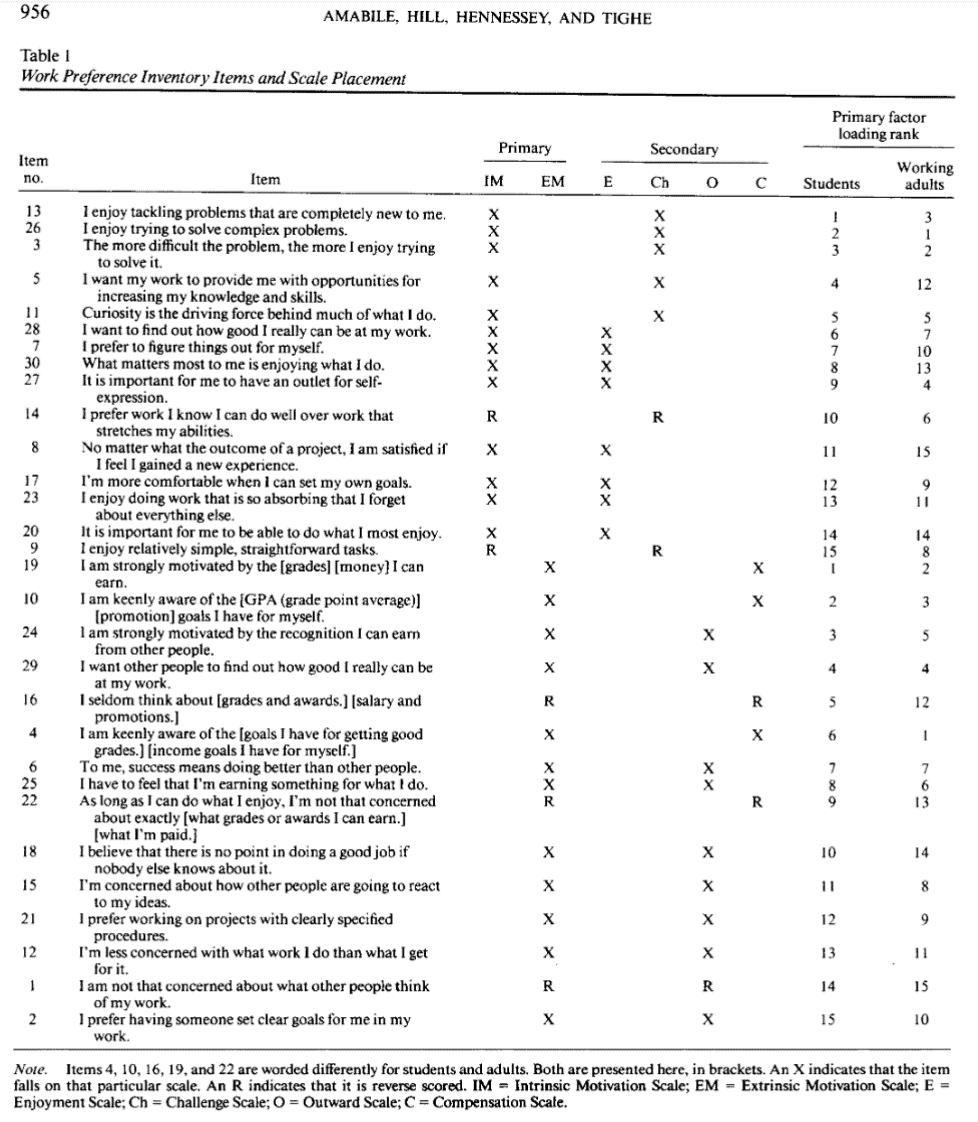 956
AMABILE, HILL, HENNESSEY, AND TIGHE
Table 1
Work Preference Inventory Items and Scale Placement
Primary factor
loading rank
Primary Secondary
Item
no. Item IM EM E Ch O C Students Working
adults
13 I enjoy tackling problems that are completely new to me. X X 1 3
26 I enjoy trying to solve complex problems. X X 2 1
3 The more difficult the problem, the more I enjoy trying X X 3 2
to solve it.
5 I want my work to provide me with opportunities for X X 4 12
increasing my knowledge and skills.
11 Curiosity is the driving force behind much of what I do. X X 5 5
28 I want to find out how good I really can be at my work. X X 6 7
7 I prefer to figure things out for myself. X X 7 10
30 What matters most to me is enjoying what I do. X X 8 13
27 It is important for me to have an outlet for self- X X 9 4
expression.
14 I prefer work I know I can do well over work that R R 10 6
stretches my abilities.
8 No matter what the outcome of a project, I am satisfied if X X 11 15
I feel I gained a new experience.
17 I'm more comfortable when I can set my own goals. X X 12 9
23 I enjoy doing work that is so absorbing that I forget X X 13 11
about everything else.
20 It is important for me to be able to do what I most enjoy. X X 14 14
9 I enjoy relatively simple, straightforward tasks. R R 15 8
19 I am strongly motivated by the [grades] [money] I can X X 1 2
earn.
10 I am keenly aware of the [GPA (grade point average)] X X 2 3
[promotion] goals I have for myself.
24 I am strongly motivated by the recognition I can earn X X 3 5
from other people.
29 I want other people to find out how good I really can be X X 4 4
at my work.
16 I seldom think about [grades and awards.] [salary and R R 5 12
promotions.]
4 I am keenly aware of the [goals I have for getting good X X 6 1
grades.] [income goals I have for myself.]
6 To me, success means doing better than other people. X X 7 7
25 I have to feel that I'm earning something for what I do. X X 8 6
22 As long as I can do what I enjoy, I'm not that concerned R R 9 13
about exactly [what grades or awards I can earn.]
[what I'm paid.]
18 I believe that there is no point in doing a good job if X X 10 14
nobody else knows about it.
15 I'm concerned about how other people are going to react X X 11 8
to my ideas.
21 I prefer working on projects with clearly specified X X 12 9
procedures.
12 I'm less concerned with what work I do than what I get X X 13 11
for it.
1 I am not that concerned about what other people think R R 14 15
of my work.
2 I prefer having someone set clear goals for me in my X X 15 10
work.
Note. Items 4, 10, 16, 19, and 22 are worded differently for students and adults. Both are presented here, in brackets. An X indicates that the item
falls on that particular scale. An R indicates that it is reverse scored. IM = Intrinsic Motivation Scale; EM = Extrinsic Motivation Scale; E =
Enjoyment Scale; Ch = Challenge Scale; O = Outward Scale; C = Compensation Scale.